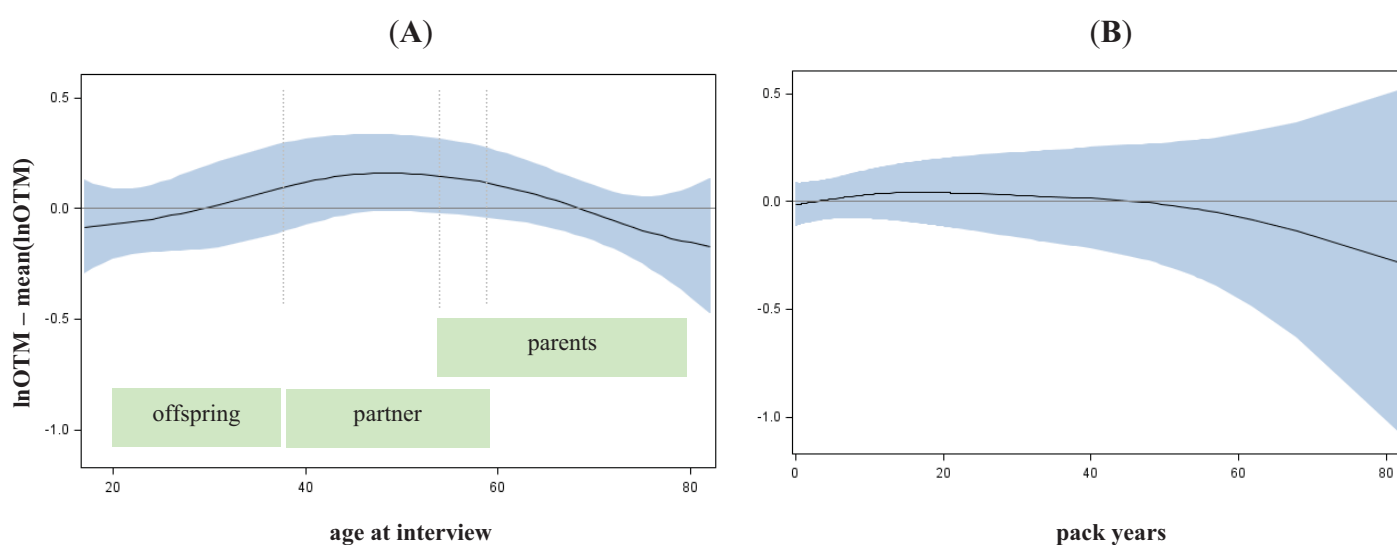 (A)
(B)
lnOTM – mean(lnOTM)
0.5
0.0
-0.5
-1.0
parents
offspring
partner
20
40
60
80
age at interview
0.5
0.0
-0.5
-1.0
0
20
40
60
80
pack years